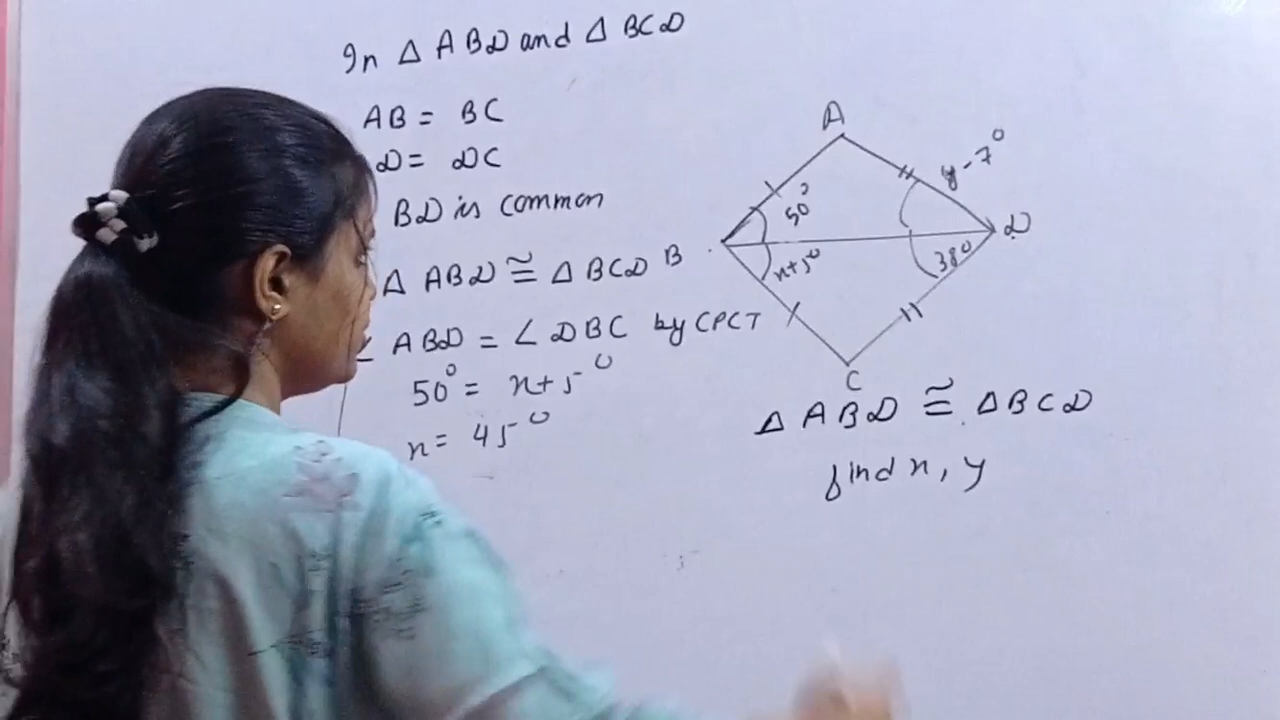 In △ ABD and △ BCD
AB = BC
D = DC
BD is common
△ ABD ≅ △ BCD
∠ ABD = ∠ DBC by CPCT
50° = x+5°
x = 45°
A
50°
y-7°
B
D
x+5°
38°
C
△ ABD ≅ △ BCD
find x, y